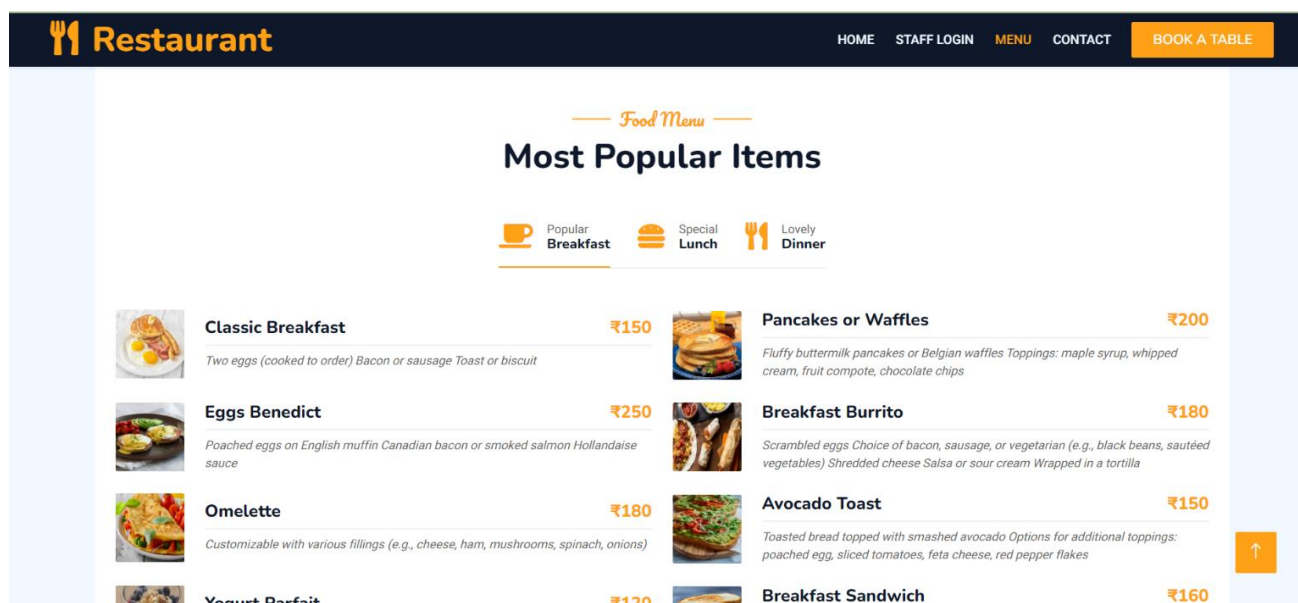 Restaurant
HOME STAFF LOGIN MENU CONTACT BOOK A TABLE
Food Menu
Most Popular Items
Popular
Breakfast
Special
Lunch
Lovely
Dinner
Classic Breakfast ₹150
Two eggs (cooked to order) Bacon or sausage Toast or biscuit
Pancakes or Waffles ₹200
Fluffy buttermilk pancakes or Belgian waffles Toppings: maple syrup, whipped
cream, fruit compote, chocolate chips
Eggs Benedict ₹250
Poached eggs on English muffin Canadian bacon or smoked salmon Hollandaise
sauce
Breakfast Burrito ₹180
Scrambled eggs Choice of bacon, sausage, or vegetarian (e.g., black beans, sautéed
vegetables) Shredded cheese Salsa or sour cream Wrapped in a tortilla
Omelette ₹180
Customizable with various fillings (e.g., cheese, ham, mushrooms, spinach, onions)
Avocado Toast ₹150
Toasted bread topped with smashed avocado Options for additional toppings:
poached egg, sliced tomatoes, feta cheese, red pepper flakes
Yogurt Parfait ₹120
Breakfast Sandwich ₹160